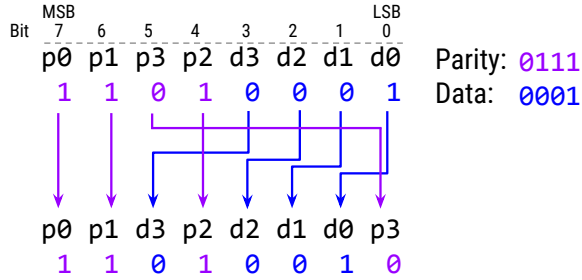 MSB LSB
Bit 7 6 5 4 3 2 1 0
p0 p1 p3 p2 d3 d2 d1 d0
1 1 0 1 0 0 0 1
Parity: 0111
Data: 0001
p0 p1 d3 p2 d2 d1 d0 p3
1 1 0 1 0 0 1 0